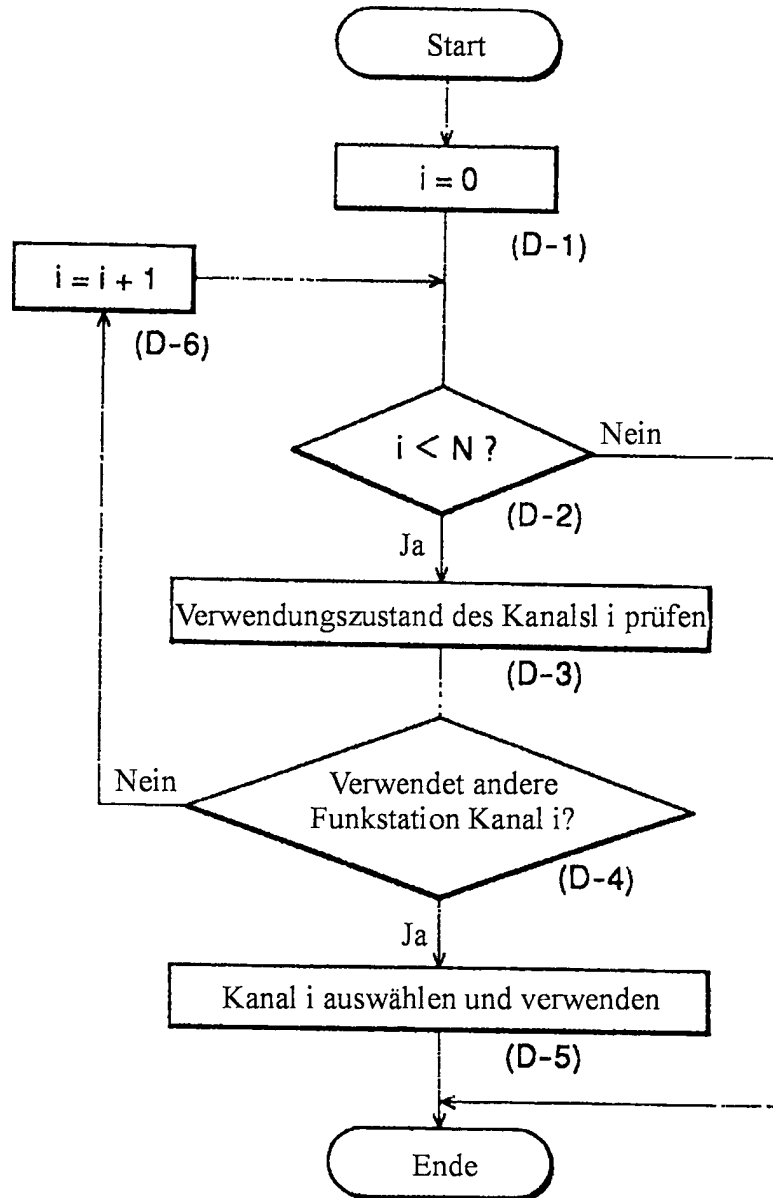 Start
i = 0
(D-1)
i = i + 1
(D-6)
i < N ?
Nein
(D-2)
Ja
Verwendungszustand des Kanalsl i prüfen
(D-3)
Nein
Verwendet andere
Funkstation Kanal i?
(D-4)
Ja
Kanal i auswählen und verwenden
(D-5)
Ende